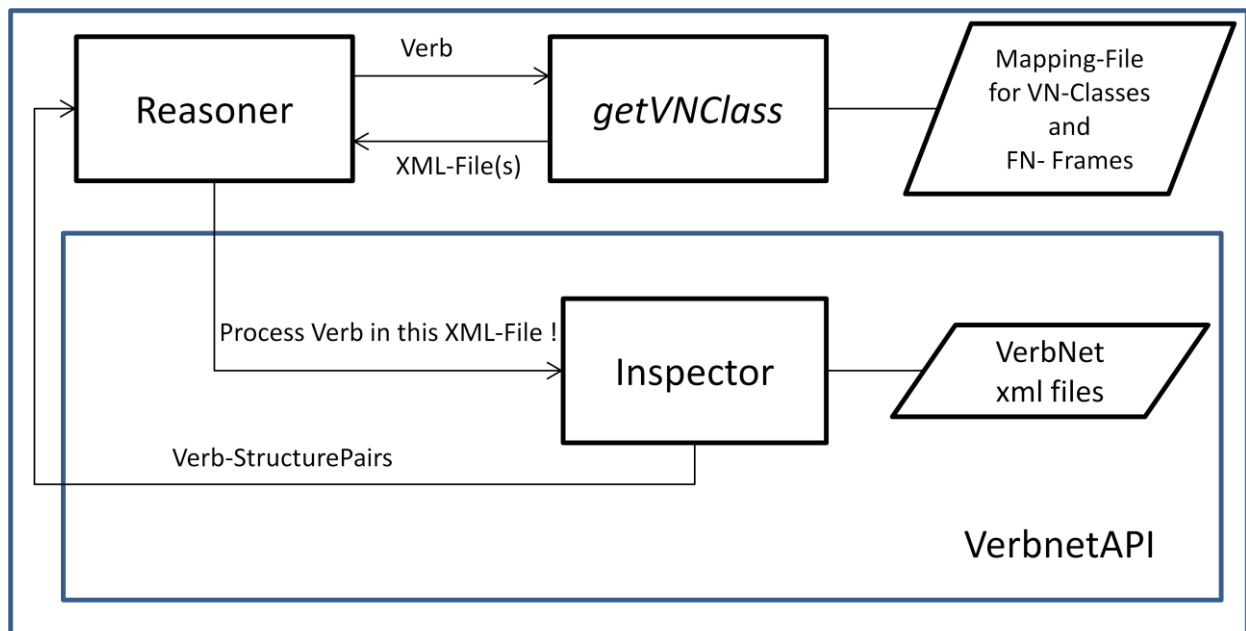 Verb
Reasoner
getVNClass
XML-File(s)
Mapping-File
for VN-Classes
and
FN- Frames
Process Verb in this XML-File !
Inspector
VerbNet
xml files
Verb-StructurePairs
VerbnetAPI